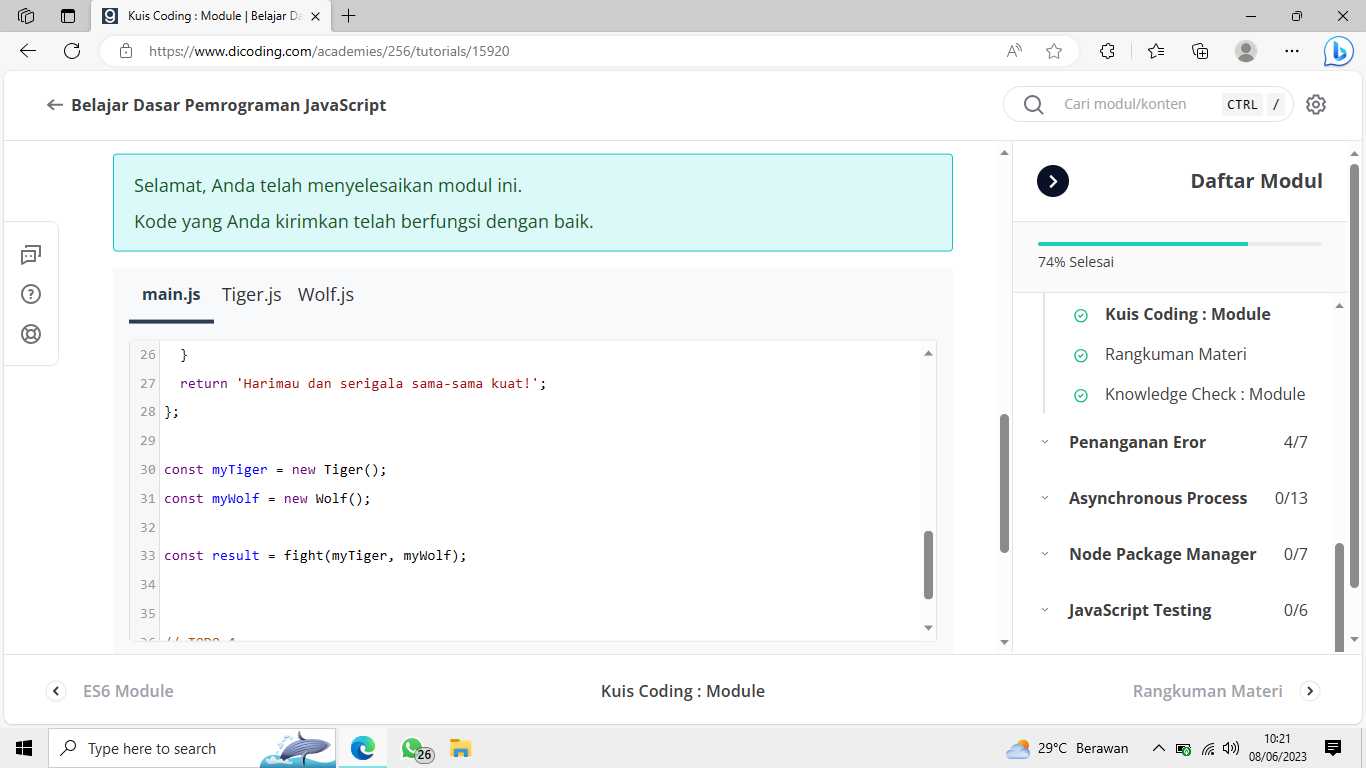 Kuis Coding : Module | Belajar Da
https://www.dicoding.com/academies/256/tutorials/15920
Belajar Dasar Pemrograman JavaScript
Cari modul/konten
CTRL /
Selamat, Anda telah menyelesaikan modul ini.
Kode yang Anda kirimkan telah berfungsi dengan baik.
main.js Tiger.js Wolf.js
26 }
27 return 'Harimau dan serigala sama-sama kuat!';
28 };
29
30 const myTiger = new Tiger();
31 const myWolf = new Wolf();
32
33 const result = fight(myTiger, myWolf);
34
35
Daftar Modul
74% Selesai
Kuis Coding : Module
Rangkuman Materi
Knowledge Check : Module
Penanganan Eror 4/7
Asynchronous Process 0/13
Node Package Manager 0/7
JavaScript Testing 0/6
ES6 Module
Kuis Coding : Module
Rangkuman Materi
Type here to search
26
29°C Berawan
10:21
08/06/2023